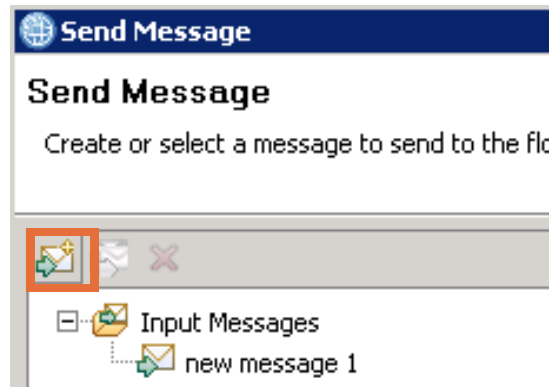 Send Message
Send Message
Create or select a message to send to the flo
Input Messages
new message 1